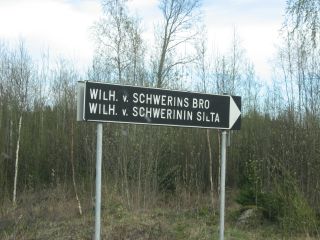 WILH. v. SCHWERINS BRO
WILH. v. SCHWERININ SILTA